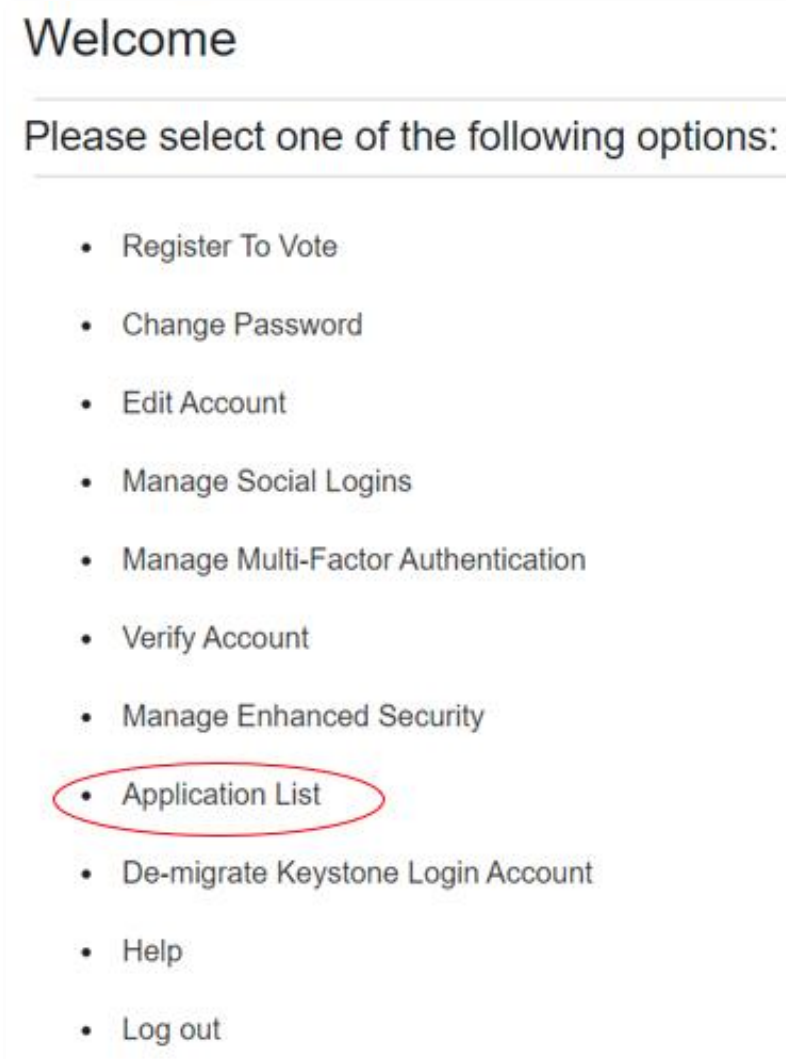 Welcome
Please select one of the following options:
• Register To Vote
• Change Password
• Edit Account
• Manage Social Logins
• Manage Multi-Factor Authentication
• Verify Account
• Manage Enhanced Security
• Application List
• De-migrate Keystone Login Account
• Help
• Log out